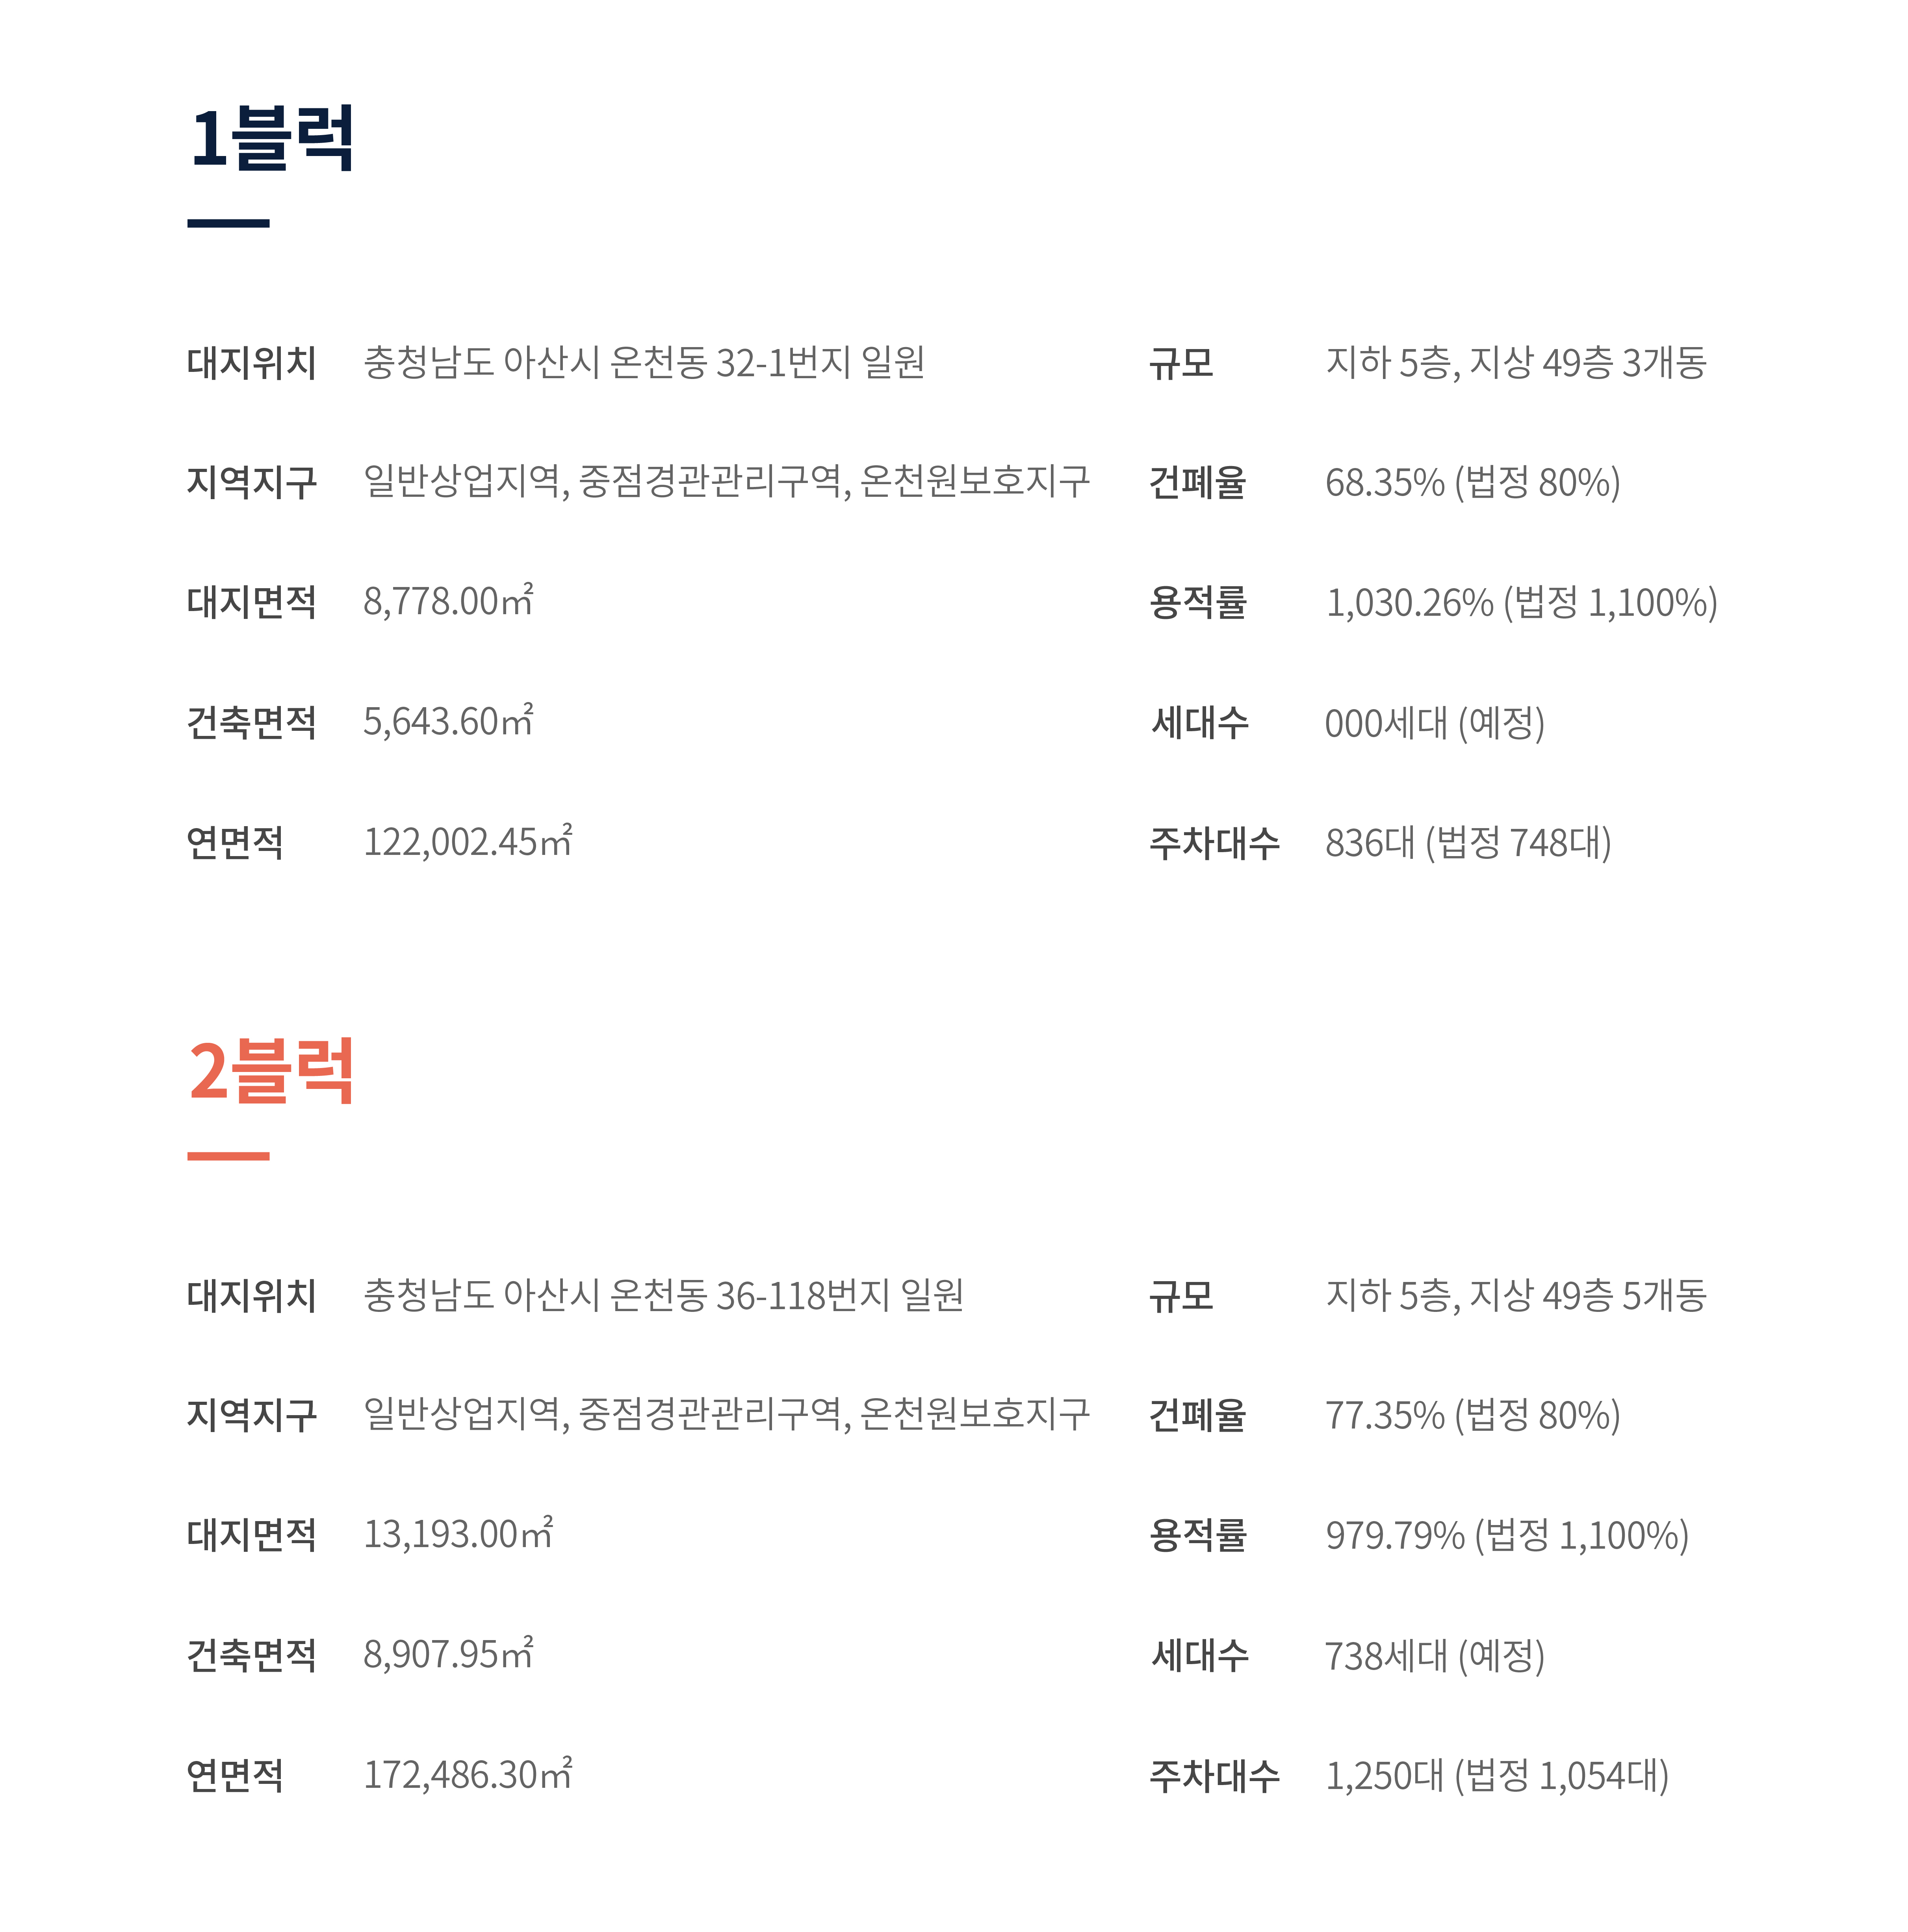 1블럭
대지위치 충청남도 아산시 온천동 32-1번지 일원 규모 지하 5층, 지상 49층 3개동
지역지구 일반상업지역, 중점경관관리구역, 온천원보호지구 건폐율 68.35% (법정 80%)
대지면적 8,778.00㎡ 용적률 1,030.26% (법정 1,100%)
건축면적 5,643.60㎡ 세대수 000세대 (예정)
연면적 122,002.45㎡ 주차대수 836대 (법정 748대)
2블럭
대지위치 충청남도 아산시 온천동 36-118번지 일원 규모 지하 5층, 지상 49층 5개동
지역지구 일반상업지역, 중점경관관리구역, 온천원보호지구 건폐율 77.35% (법정 80%)
대지면적 13,193.00㎡ 용적률 979.79% (법정 1,100%)
건축면적 8,907.95㎡ 세대수 738세대 (예정)
연면적 172,486.30㎡ 주차대수 1,250대 (법정 1,054대)